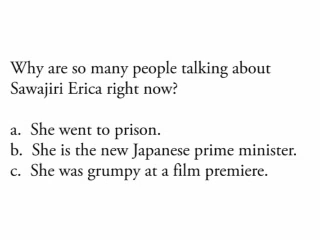 Why are so many people talking about
Sawajiri Erica right now?
a. She went to prison.
b. She is the new Japanese prime minister.
c. She was grumpy at a film premiere.